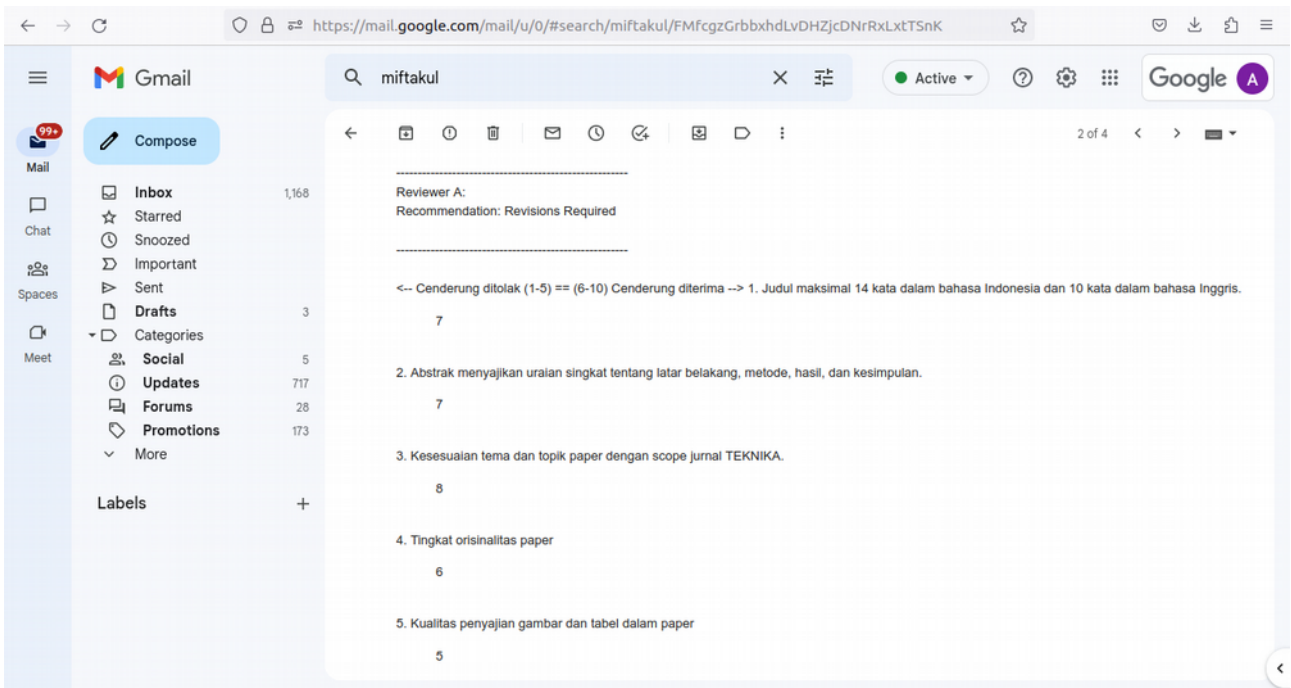 https://mail.google.com/mail/u/0/#search/miftakul/FMfcgzGrbbxhdLvDHZjcDNrRxLxtTSnK
Gmail
miftakul
Active
Google A
99+
Mail
Chat
Spaces
Meet
Compose
Inbox 1,168
Starred
Snoozed
Important
Sent
Drafts 3
Categories
Social 5
Updates 717
Forums 28
Promotions 173
More
Labels +
2 of 4
------------------------------------------------------
Reviewer A:
Recommendation: Revisions Required
------------------------------------------------------
<-- Cenderung ditolak (1-5) == (6-10) Cenderung diterima --> 1. Judul maksimal 14 kata dalam bahasa Indonesia dan 10 kata dalam bahasa Inggris.
7
2. Abstrak menyajikan uraian singkat tentang latar belakang, metode, hasil, dan kesimpulan.
7
3. Kesesuaian tema dan topik paper dengan scope jurnal TEKNIKA.
8
4. Tingkat orisinalitas paper
6
5. Kualitas penyajian gambar dan tabel dalam paper
5